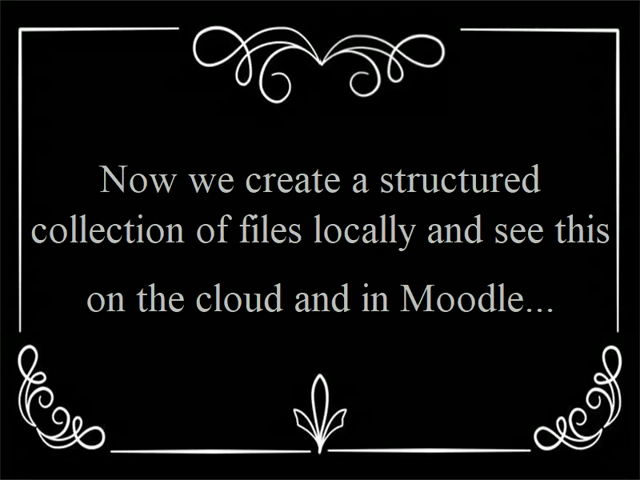 Now we create a structured
collection of files locally and see this
on the cloud and in Moodle...